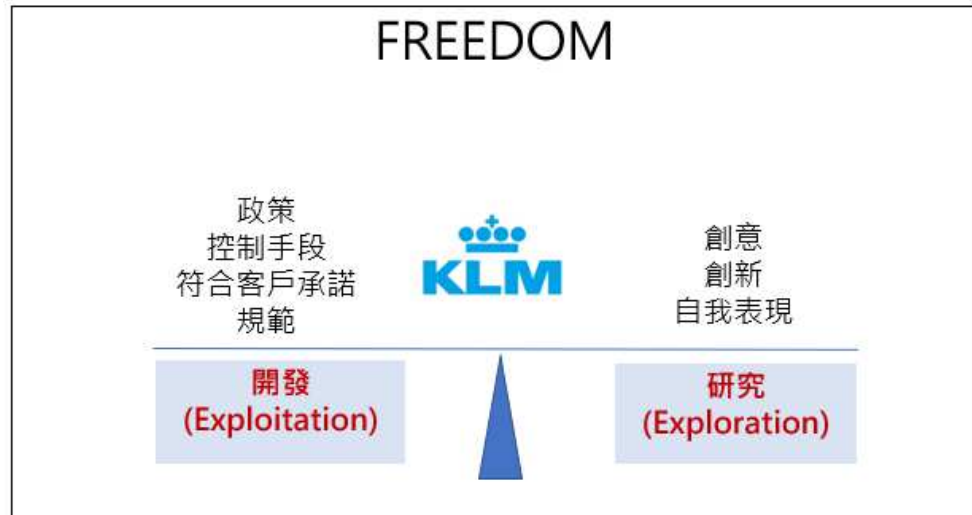 FREEDOM
政策
控制手段
符合客戶承諾
規範
KLM
創意
創新
自我表現
開發
(Exploitation)
研究
(Exploration)